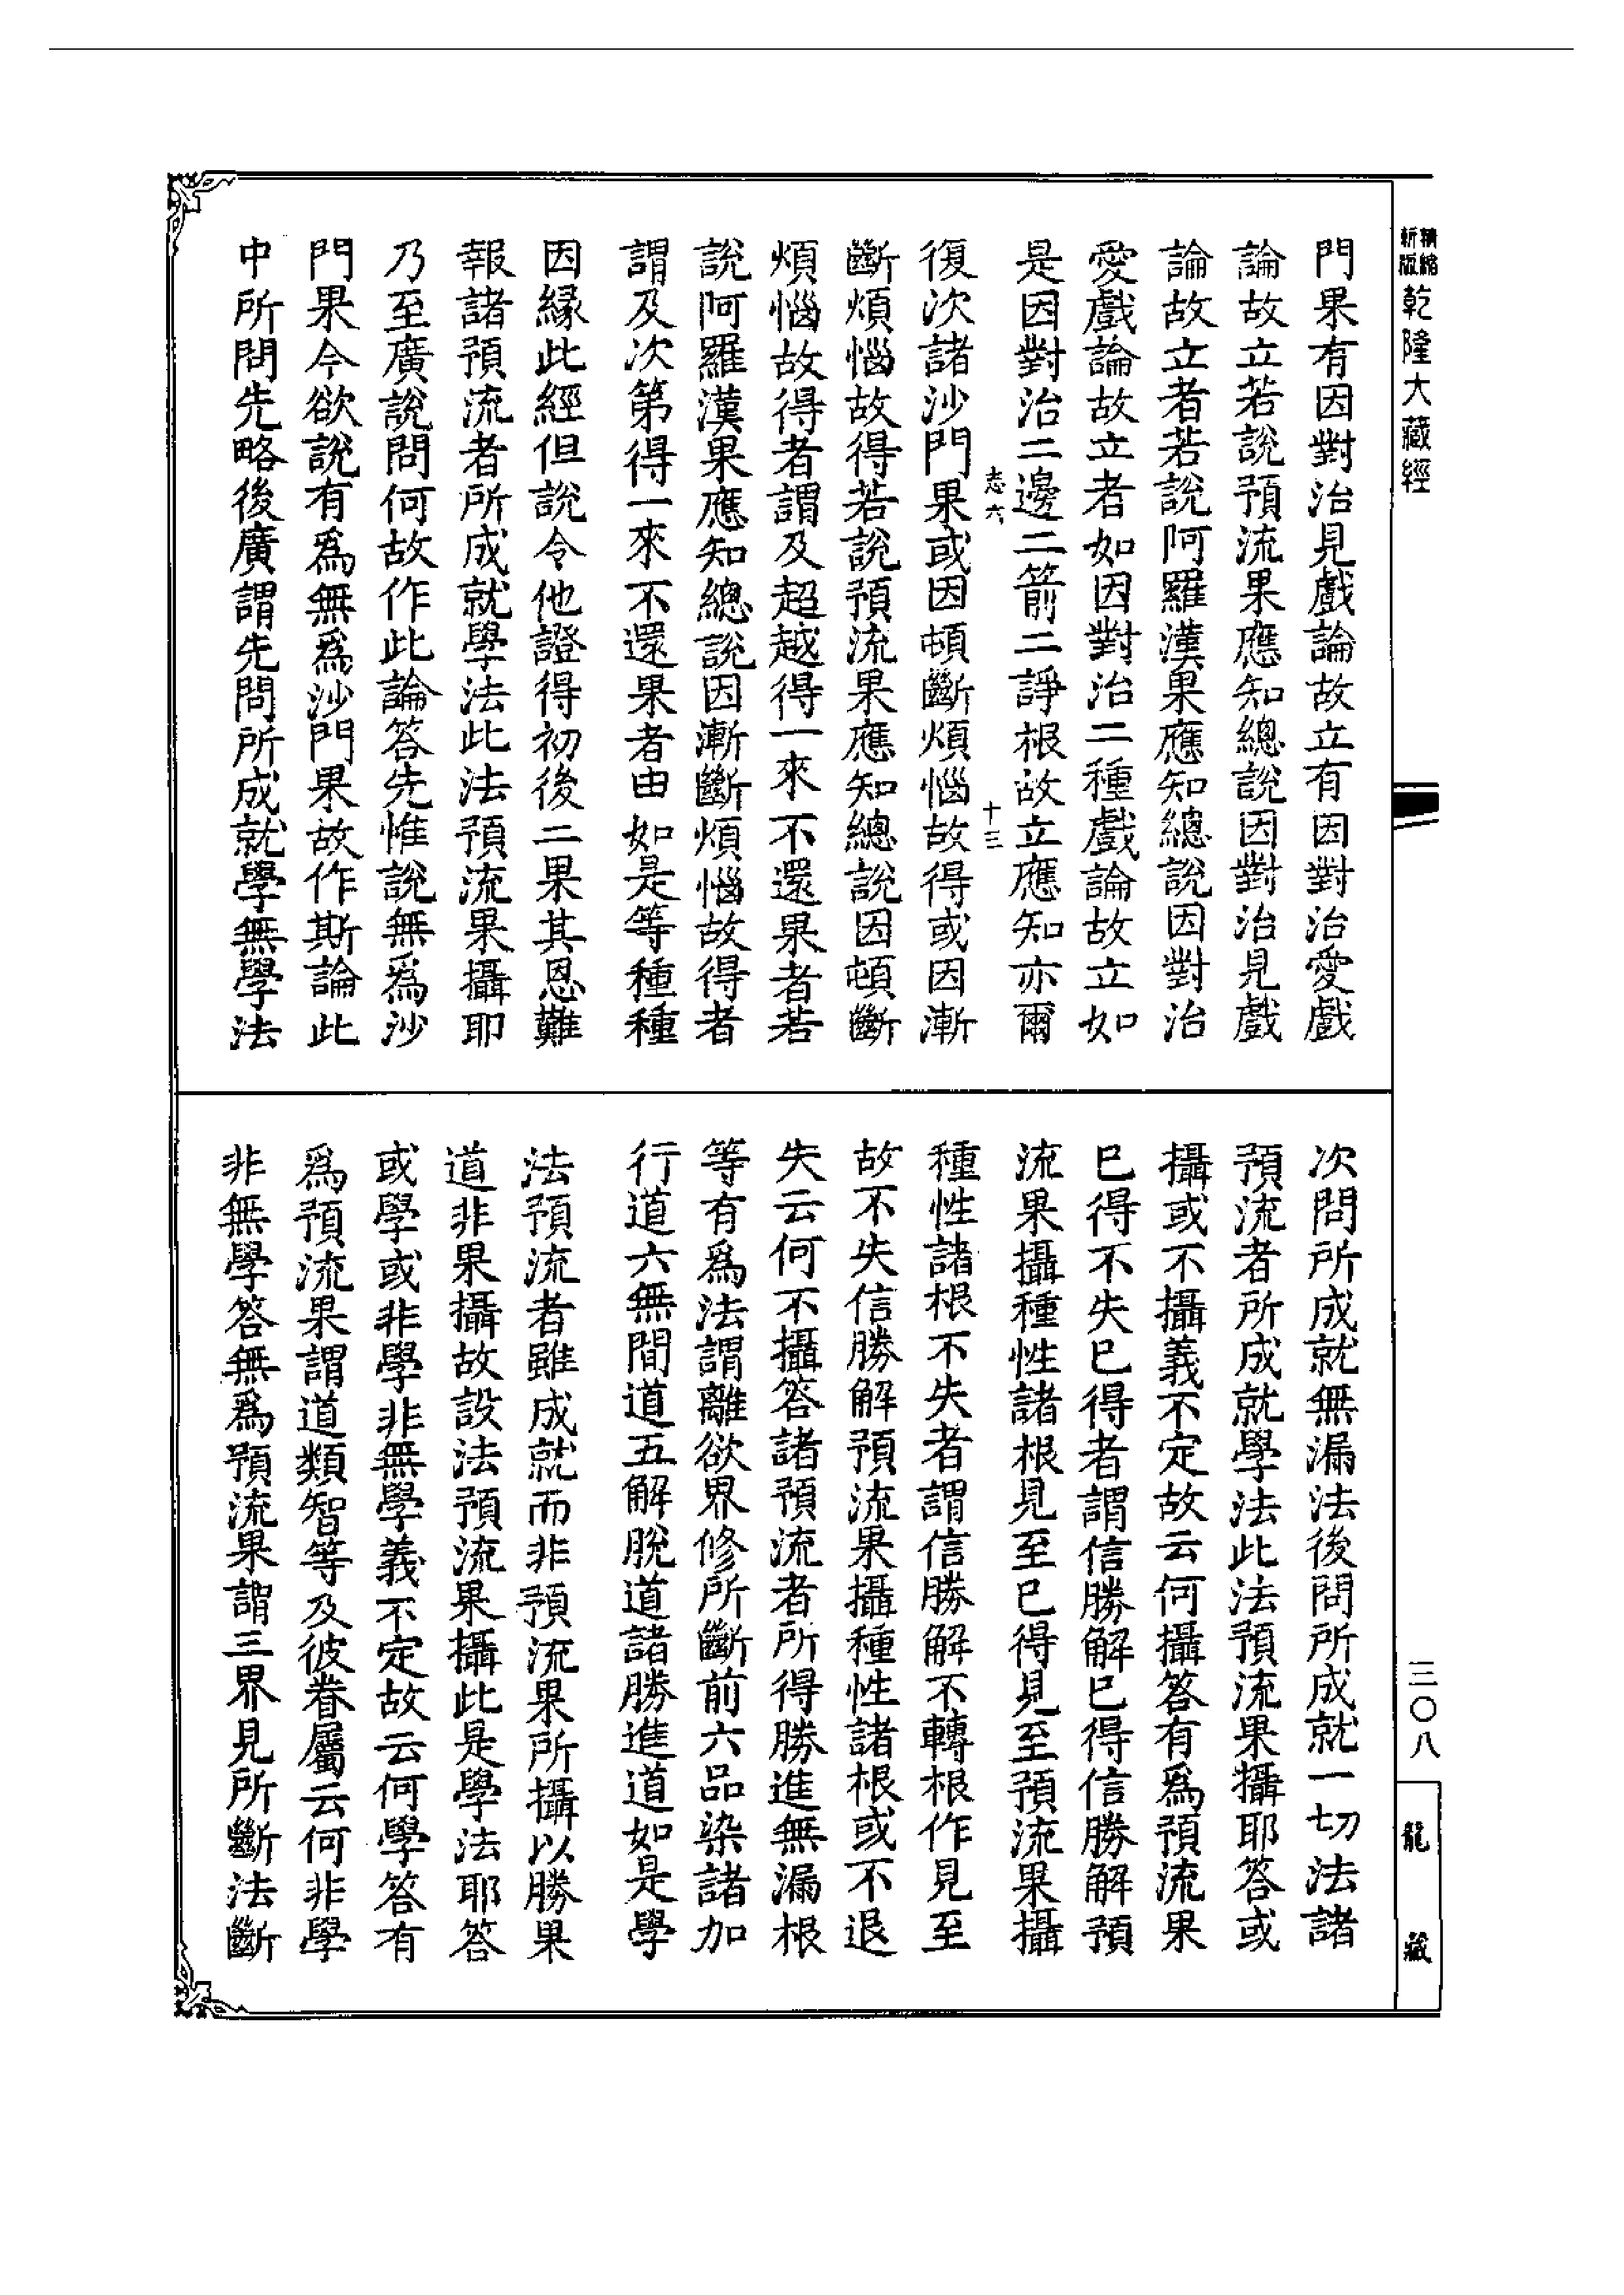 精縮
新版
乾隆大藏經
門果有因對治見戲論故立有因對治愛戲
論故立若說預流果應知總說因對治見戲
論故立者若說阿羅漢果應知總說因對治
愛戲論故立者如因對治二種戲論故立如
是因對治二邊二箭二諍根故立應知亦爾
志六 十三
復次諸沙門果或因頓斷煩惱故得或因漸
斷煩惱故得若說預流果應知總說因頓斷
煩惱故得者謂及超越得一來不還果者若
說阿羅漢果應知總說因漸斷煩惱故得者
謂及次第得一來不還果者由如是等種種
因緣此經但說令他證得初後二果其恩難
報諸預流者所成就學法此法預流果攝耶
乃至廣說問何故作此論答先惟說無為沙
門果今欲說有為無為沙門果故作斯論此
中所問先略後廣謂先問所成就學無學法
次問所成就無漏法後問所成就一切法諸
預流者所成就學法此法預流果攝耶答或
攝或不攝義不定故云何攝答有為預流果
已得不失已得者謂信勝解已得信勝解預
流果攝種性諸根見至已得見至預流果攝
種性諸根不失者謂信勝解不轉根作見至
故不失信勝解預流果攝種性諸根或不退
失云何不攝答諸預流者所得勝進無漏根
等有為法謂離欲界修所斷前六品染諸加
行道六無間道五解脫道諸勝進道如是學
法預流者雖成就而非預流果所攝以勝果
道非果攝故設法預流果攝此是學法耶答
或學或非學非無學義不定故云何學答有
為預流果謂道類智等及彼眷屬云何非學
非無學答無為預流果謂三界見所斷法斷
三〇八
龍藏